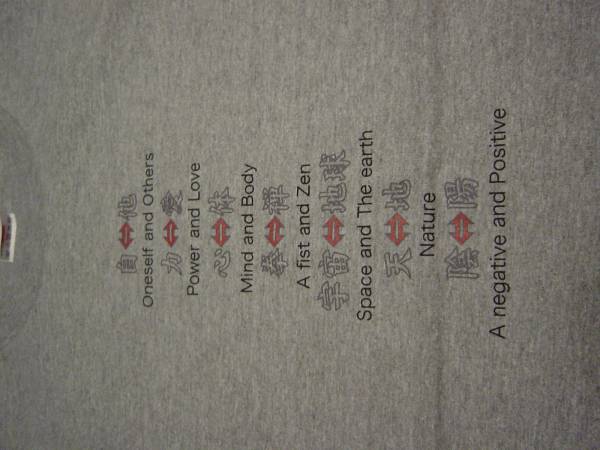 自⇔他
Oneself and Others
力⇔愛
Power and Love
心⇔体
Mind and Body
拳⇔禅
A fist and Zen
宇宙⇔地球
Space and The earth
天⇔地
Nature
陰⇔陽
A negative and Positive